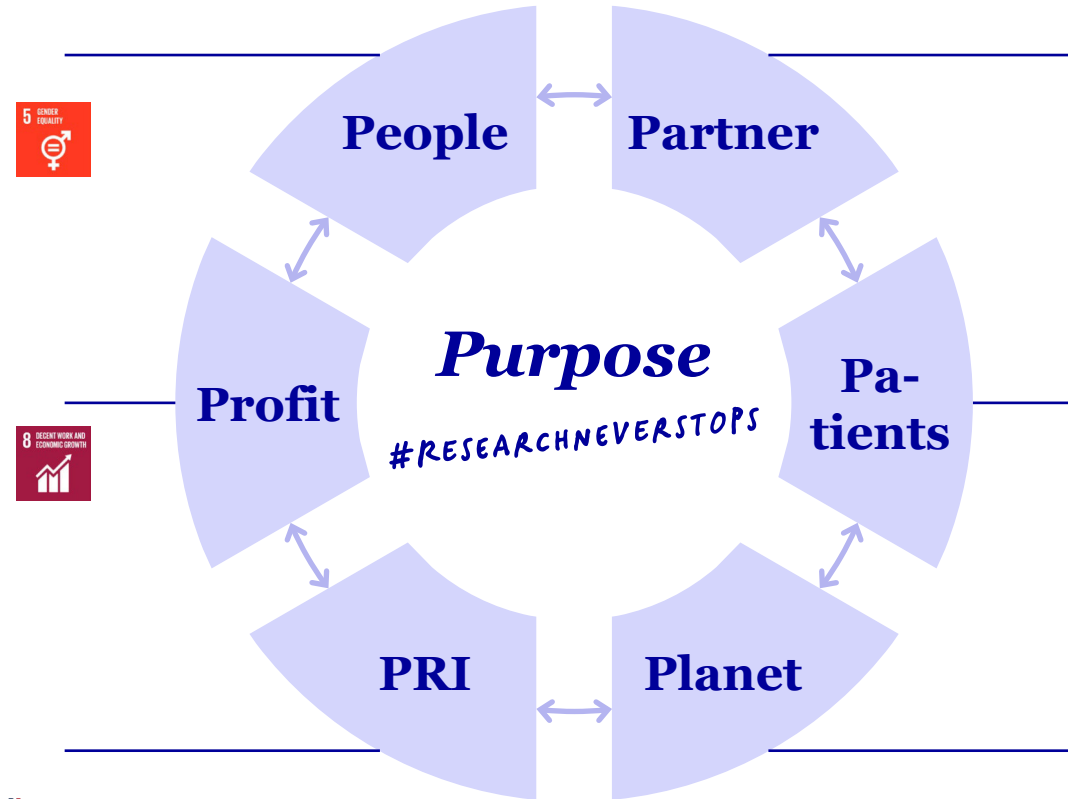 People
Partner
5 GENDER
EQUALITY
Purpose
#RESEARCHNEVERSTOPS
Profit
Pa-
tients
8 DECENT WORK AND
ECONOMIC GROWTH
PRI
Planet